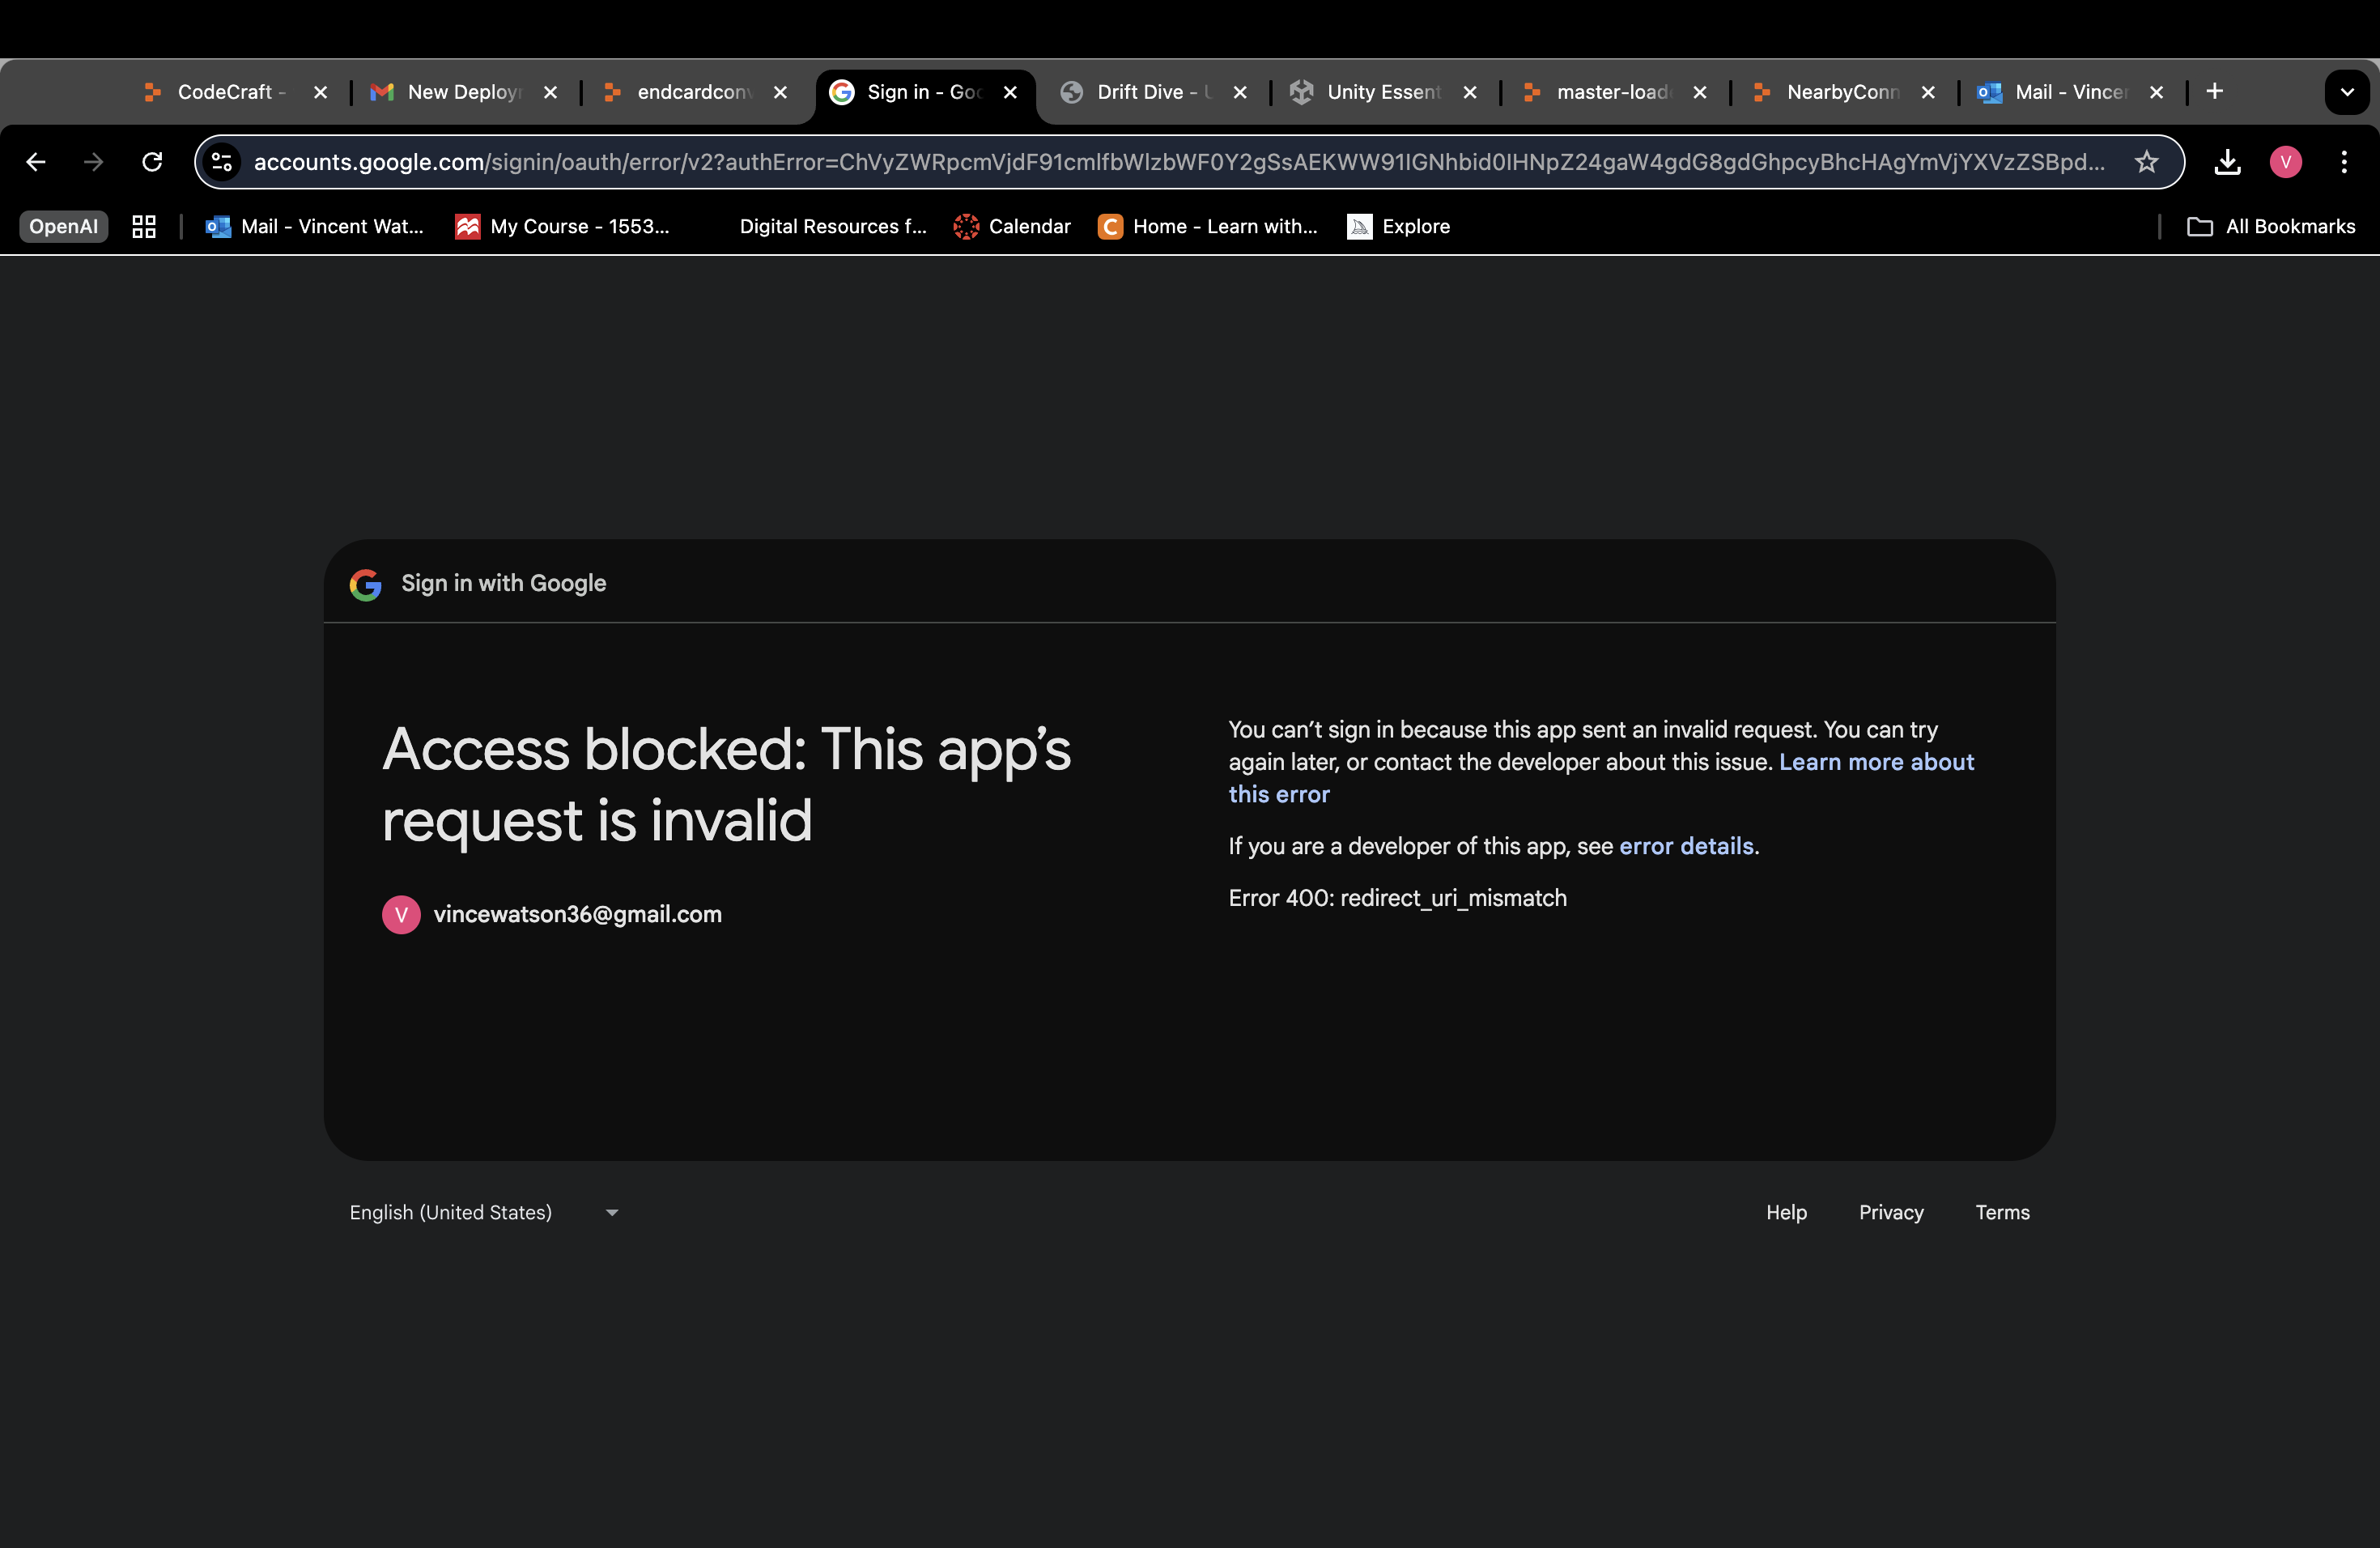 CodeCraft -
New Deploy
endcardconv
Sign in - Goo
Drift Dive - U
Unity Essent
master-load
NearbyConn
Mail - Vince
accounts.google.com/signin/oauth/error/v2?authError=ChVyZWRpcmVjdF91cmlfbWlzbWF0Y2gSsAEKWW91IGNhbid0IHNpZ24gaW4gdG8gdGhpcyBhcHAgYmVjYXVzZSBpd...
V
OpenAI
Mail - Vincent Wat...
My Course - 1553...
Digital Resources f...
Calendar
Home - Learn with...
Explore
All Bookmarks
Sign in with Google
Access blocked: This app’s
request is invalid
V vincewatson36@gmail.com
You can’t sign in because this app sent an invalid request. You can try
again later, or contact the developer about this issue. Learn more about
this error
If you are a developer of this app, see error details.
Error 400: redirect_uri_mismatch
English (United States)
Help
Privacy
Terms